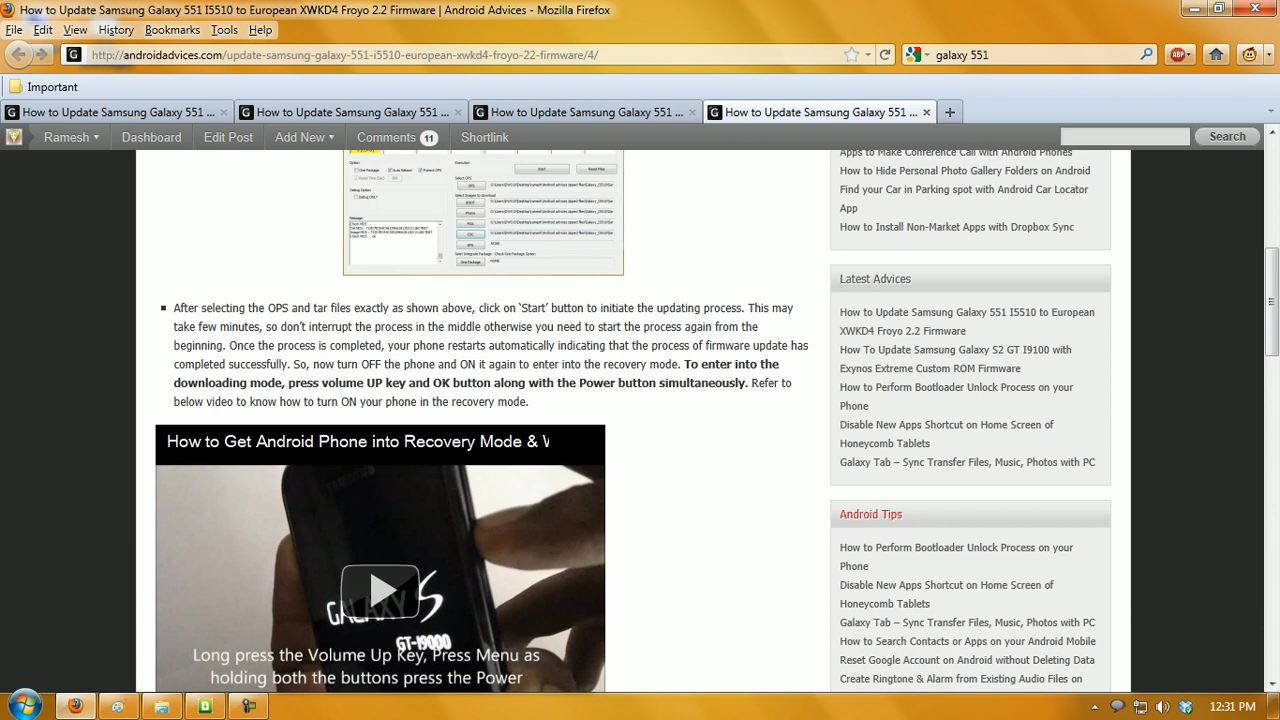 How to Update Samsung Galaxy 551 I5510 to European XWKD4 Froyo 2.2 Firmware | Android Advices - Mozilla Firefox
File Edit View History Bookmarks Tools Help
http://androidadvices.com/update-samsung-galaxy-551-i5510-european-xwkd4-froyo-22-firmware/4/
galaxy 551
ABP
Important
How to Update Samsung Galaxy 551 ...
How to Update Samsung Galaxy 551 ...
How to Update Samsung Galaxy 551 ...
How to Update Samsung Galaxy 551 ...
Ramesh Dashboard Edit Post Add New Comments 11 Shortlink Search
Start
Reset Files
OPS
BOOT
Phone
CSC
NONE
One Package
NONE
After selecting the OPS and tar files exactly as shown above, click on ‘Start’ button to initiate the updating process. This may
take few minutes, so don’t interrupt the process in the middle otherwise you need to start the process again from the
beginning. Once the process is completed, your phone restarts automatically indicating that the process of firmware update has
completed successfully. So, now turn OFF the phone and ON it again to enter into the recovery mode. To enter into the
downloading mode, press volume UP key and OK button along with the Power button simultaneously. Refer to
below video to know how to turn ON your phone in the recovery mode.
How to Get Android Phone into Recovery Mode & W
GALAXY S
GT-I9000
Long press the Volume Up Key, Press Menu as
holding both the buttons press the Power
Apps to Make Conference Call with Android Phones
How to Hide Personal Photo Gallery Folders on Android
Find your Car in Parking spot with Android Car Locator
App
How to Install Non-Market Apps with Dropbox Sync
Latest Advices
How to Update Samsung Galaxy 551 I5510 to European
XWKD4 Froyo 2.2 Firmware
How To Update Samsung Galaxy S2 GT I9100 with
Exynos Extreme Custom ROM Firmware
How to Perform Bootloader Unlock Process on your
Phone
Disable New Apps Shortcut on Home Screen of
Honeycomb Tablets
Galaxy Tab – Sync Transfer Files, Music, Photos with PC
Android Tips
How to Perform Bootloader Unlock Process on your
Phone
Disable New Apps Shortcut on Home Screen of
Honeycomb Tablets
Galaxy Tab – Sync Transfer Files, Music, Photos with PC
How to Search Contacts or Apps on your Android Mobile
Reset Google Account on Android without Deleting Data
Create Ringtone & Alarm from Existing Audio Files on
12:31 PM